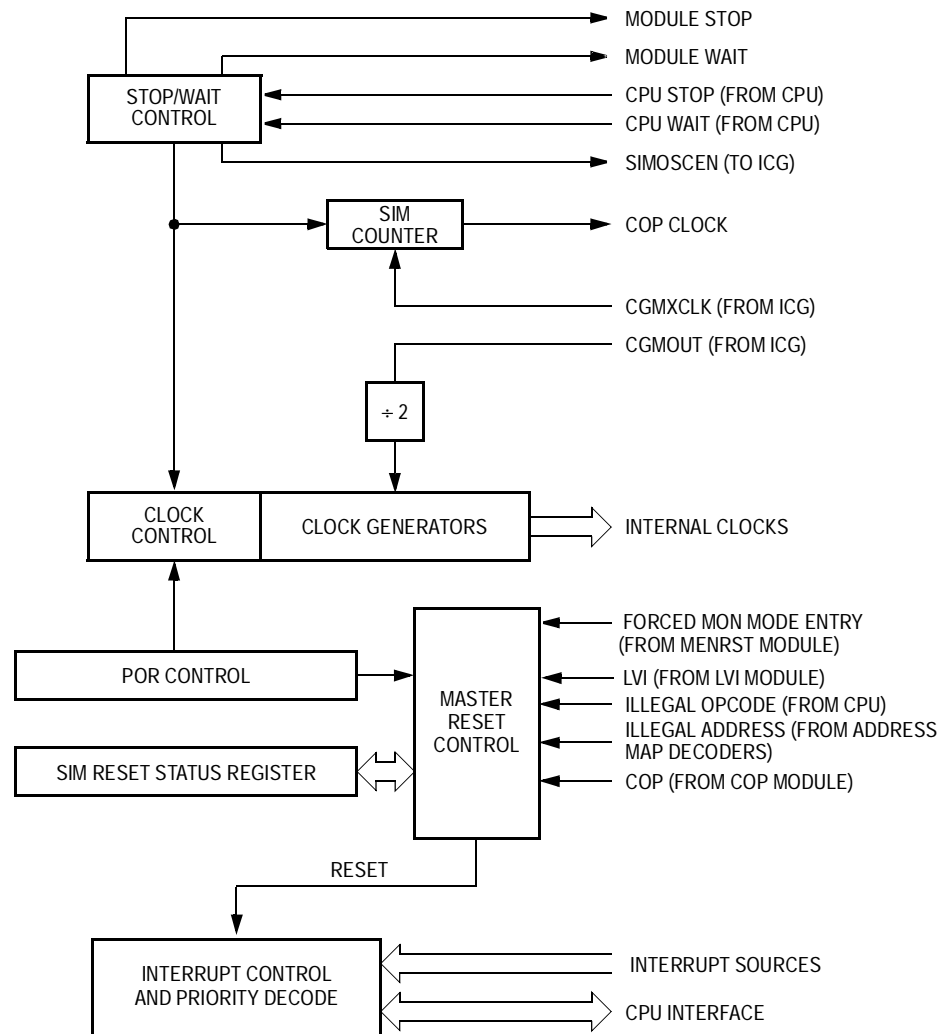 MODULE STOP
MODULE WAIT
STOP/WAIT
CONTROL
CPU STOP (FROM CPU)
CPU WAIT (FROM CPU)
SIMOSCEN (TO ICG)
SIM
COUNTER
COP CLOCK
CGMXCLK (FROM ICG)
CGMOUT (FROM ICG)
÷ 2
CLOCK
CONTROL
CLOCK GENERATORS
INTERNAL CLOCKS
FORCED MON MODE ENTRY
(FROM MENRST MODULE)
POR CONTROL
LVI (FROM LVI MODULE)
MASTER
RESET
CONTROL
ILLEGAL OPCODE (FROM CPU)
ILLEGAL ADDRESS (FROM ADDRESS
MAP DECODERS)
SIM RESET STATUS REGISTER
COP (FROM COP MODULE)
RESET
INTERRUPT CONTROL
AND PRIORITY DECODE
INTERRUPT SOURCES
CPU INTERFACE